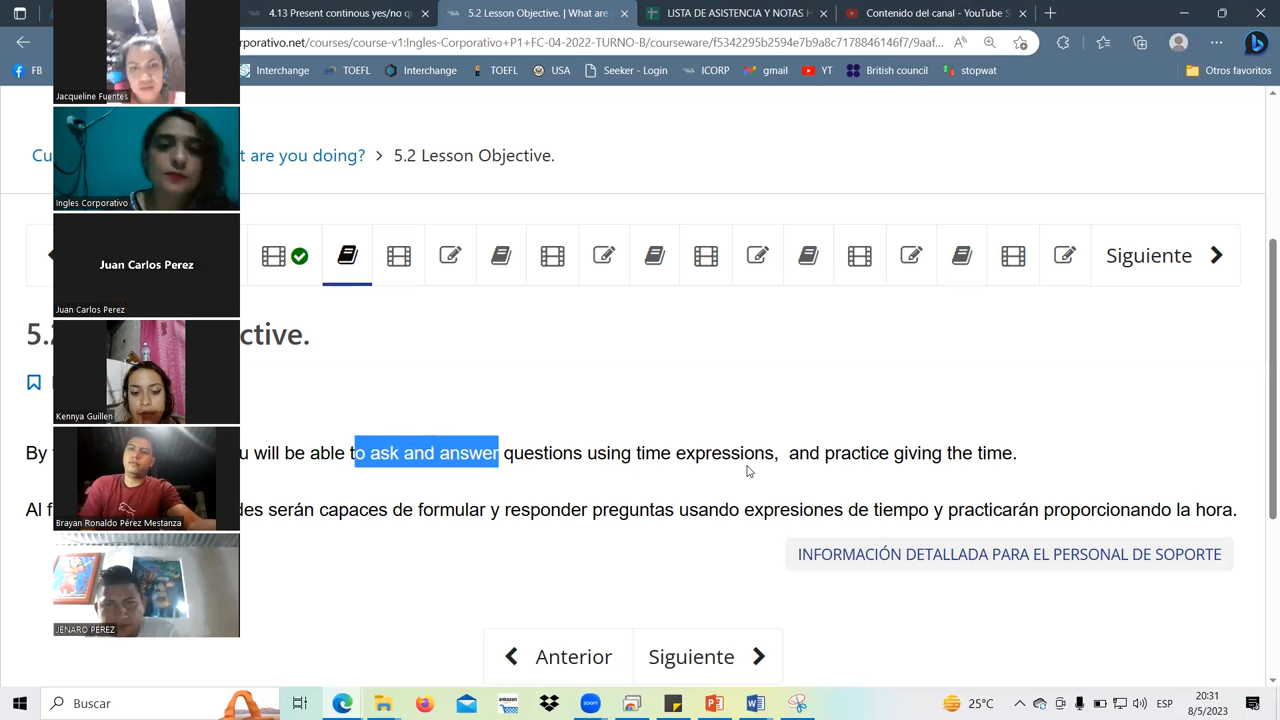 4.13 Present continuous yes/no qu
5.2 Lesson Objective. | What are
LISTA DE ASISTENCIA Y NOTAS H
Contenido del canal - YouTube S
rporativo.net/courses/course-v1:Ingles-Corporativo+P1+FC-04-2022-TURNO-B/courseware/f5342295b2594e7b9a8c7178846146f7/9aaf...
FB
Interchange
TOEFL
Interchange
TOEFL
USA
Seeker - Login
ICORP
gmail
YT
British council
stopwat
Otros favoritos
Jacqueline Fuentes
Cu
t are you doing? > 5.2 Lesson Objective.
Ingles Corporativo
Siguiente
Juan Carlos Perez
Juan Carlos Perez
5.2
ctive.
Kennya Guillen
By
u will be able to ask and answer questions using time expressions, and practice giving the time.
Al f
des serán capaces de formular y responder preguntas usando expresiones de tiempo y practicarán proporcionando la hora.
Brayan Ronaldo Pérez Mestanza
INFORMACIÓN DETALLADA PARA EL PERSONAL DE SOPORTE
JENARO PEREZ
Anterior
Siguiente
Buscar
amazon
zoom
25°C
ESP
20:31
8/5/2023